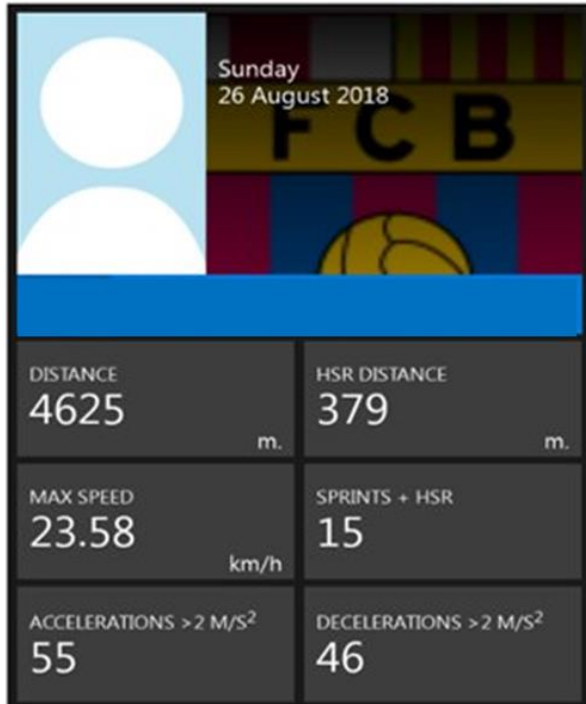 Sunday
26 August 2018
F C B
DISTANCE
4625
m.
HSR DISTANCE
379
m.
MAX SPEED
23.58
km/h
SPRINTS + HSR
15
ACCELERATIONS >2 M/S²
55
DECELERATIONS >2 M/S²
46